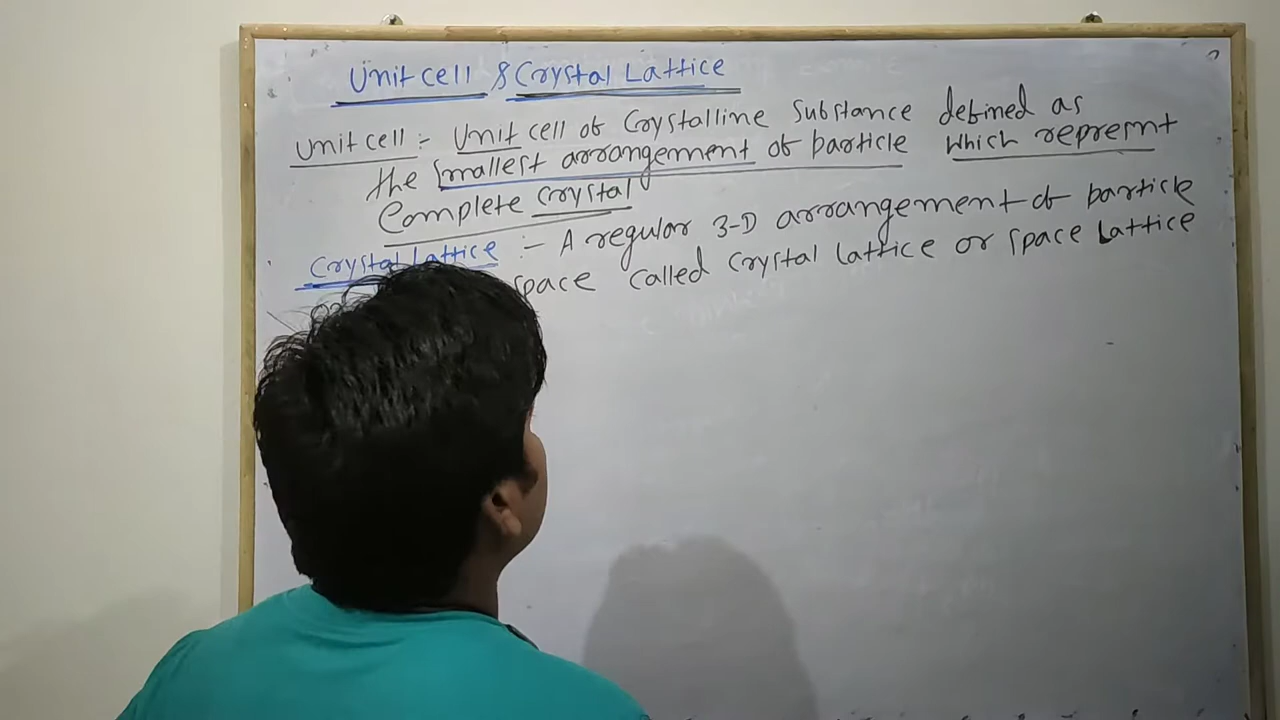 Unit cell & Crystal Lattice
Unit cell :- Unit cell of Crystalline Substance defined as
the smallest arrangement of particle which represnt
Complete crystal
Crystal Lattice :- A regular 3-D arrangement of particle
space called Crystal lattice or space Lattice